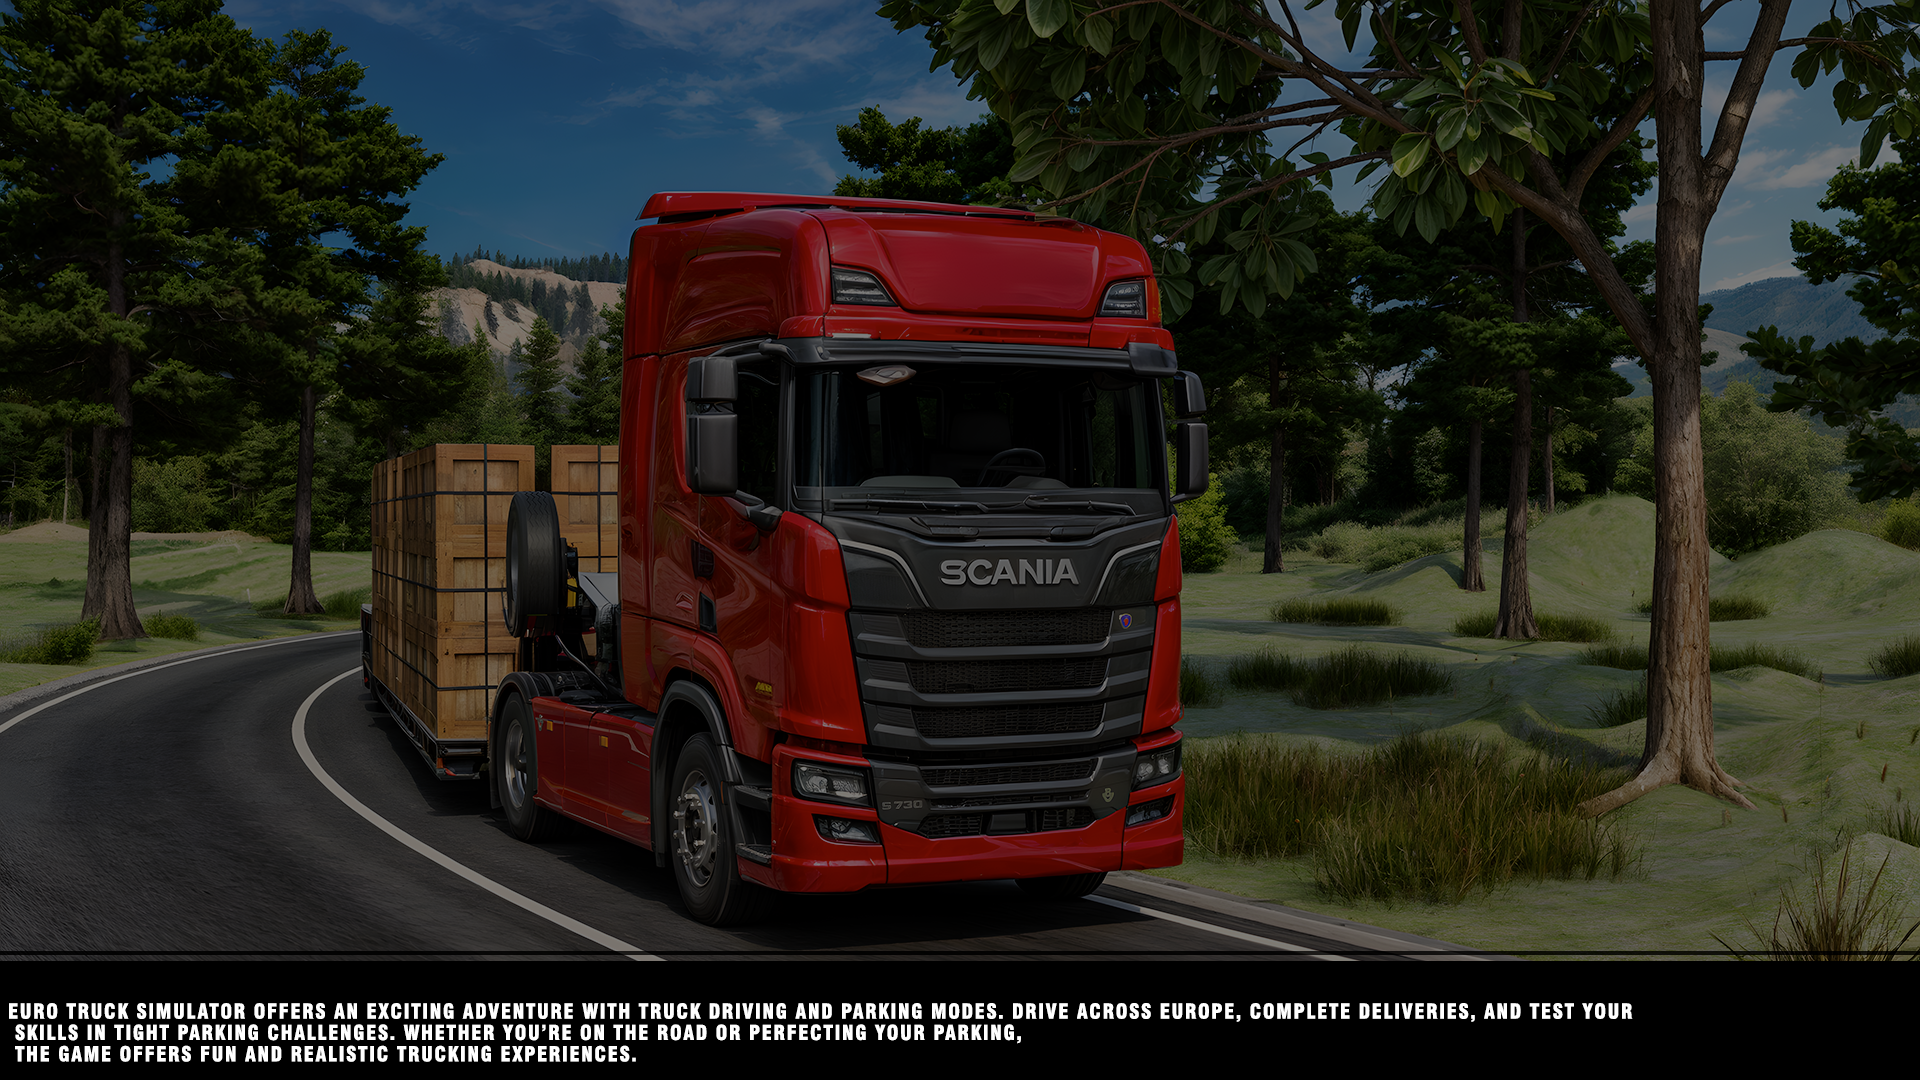 SCANIA
S 730
EURO TRUCK SIMULATOR OFFERS AN EXCITING ADVENTURE WITH TRUCK DRIVING AND PARKING MODES. DRIVE ACROSS EUROPE, COMPLETE DELIVERIES, AND TEST YOUR
SKILLS IN TIGHT PARKING CHALLENGES. WHETHER YOU'RE ON THE ROAD OR PERFECTING YOUR PARKING,
THE GAME OFFERS FUN AND REALISTIC TRUCKING EXPERIENCES.